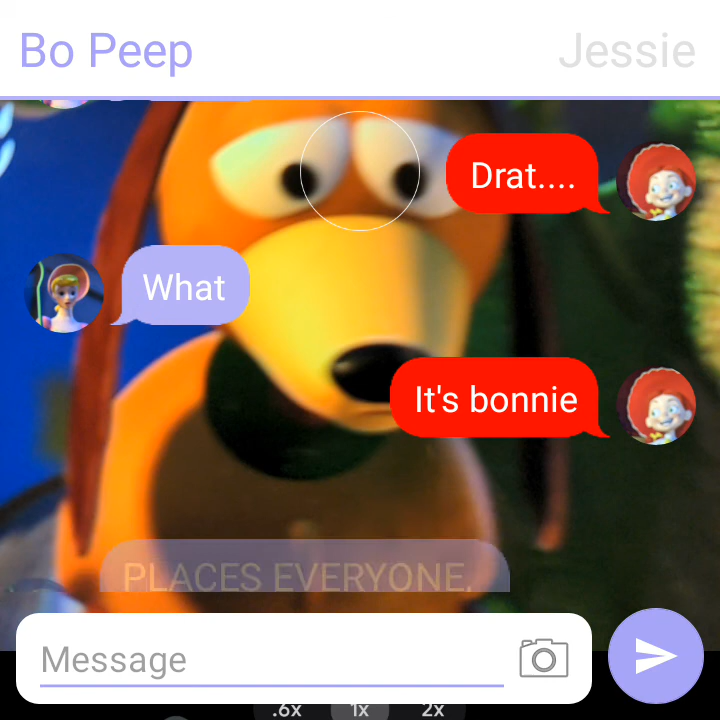 Bo Peep
Jessie
Drat....
What
It's bonnie
PLACES EVERYONE,
Message
.6x 1x 2x